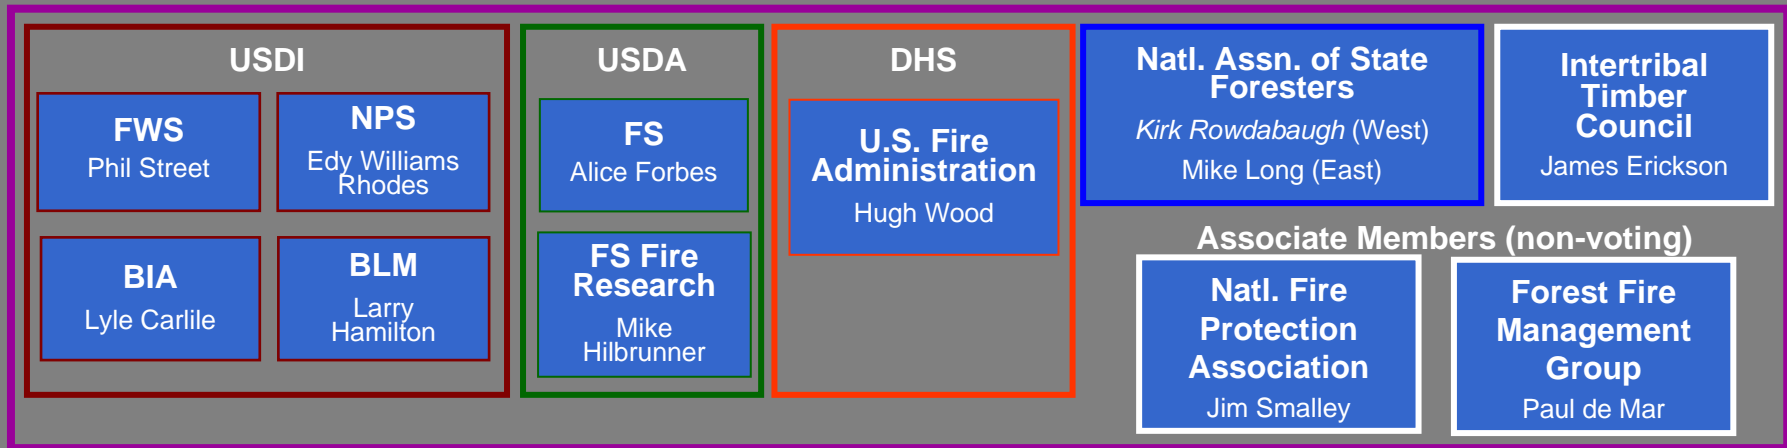 USDI
FWS
Phil Street
NPS
Edy Williams
Rhodes
BIA
Lyle Carlile
BLM
Larry
Hamilton
USDA
FS
Alice Forbes
FS Fire
Research
Mike
Hilbrunner
DHS
U.S. Fire
Administration
Hugh Wood
Natl. Assn. of State
Foresters
Kirk Rowdabaugh (West)
Mike Long (East)
Intertribal
Timber
Council
James Erickson
Associate Members (non-voting)
Natl. Fire
Protection
Association
Jim Smalley
Forest Fire
Management
Group
Paul de Mar